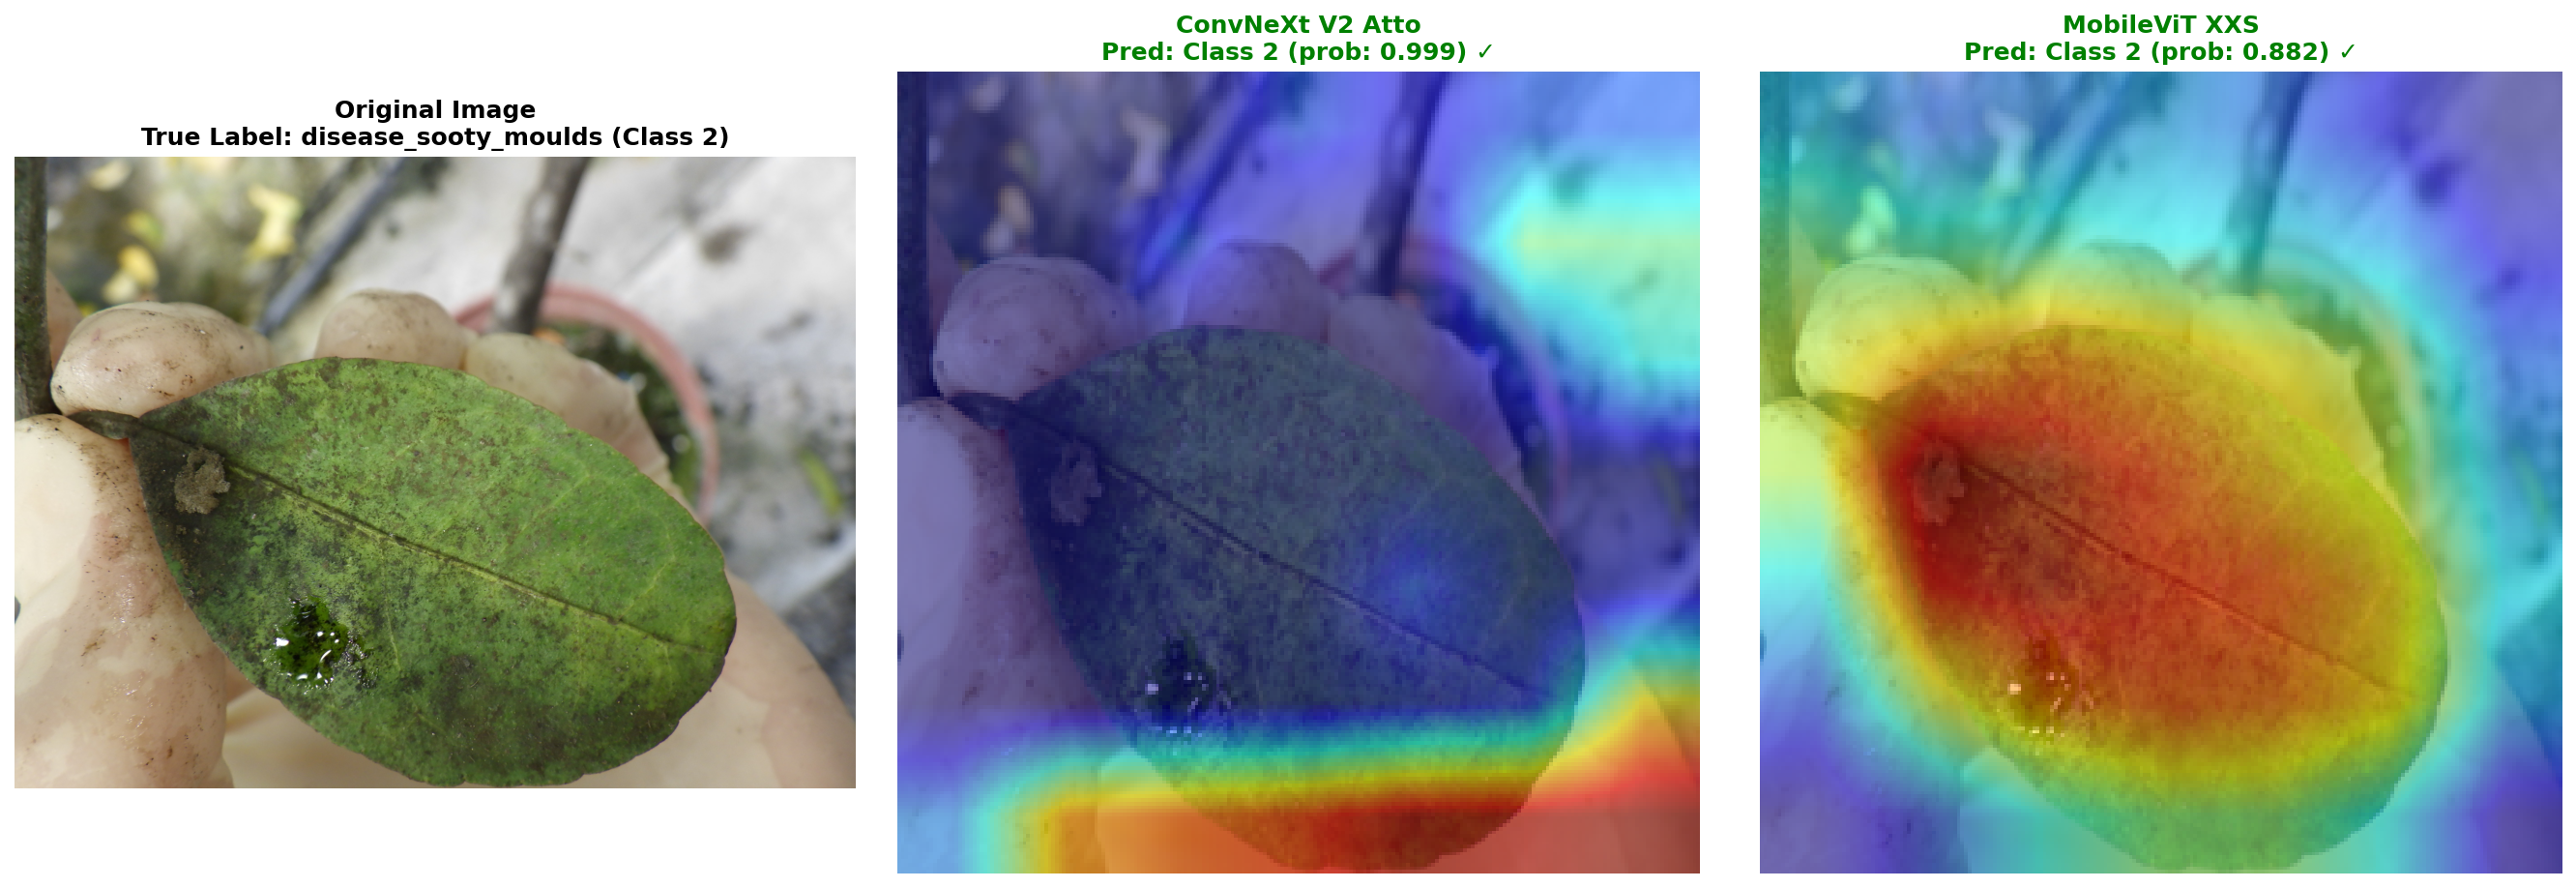 Original Image
True Label: disease_sooty_moulds (Class 2)
ConvNeXt V2 Atto
Pred: Class 2 (prob: 0.999) ✓
MobileViT XXS
Pred: Class 2 (prob: 0.882) ✓